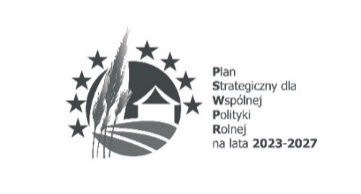 Plan
Strategiczny dla
Wspólnej
Polityki
Rolnej
na lata 2023-2027